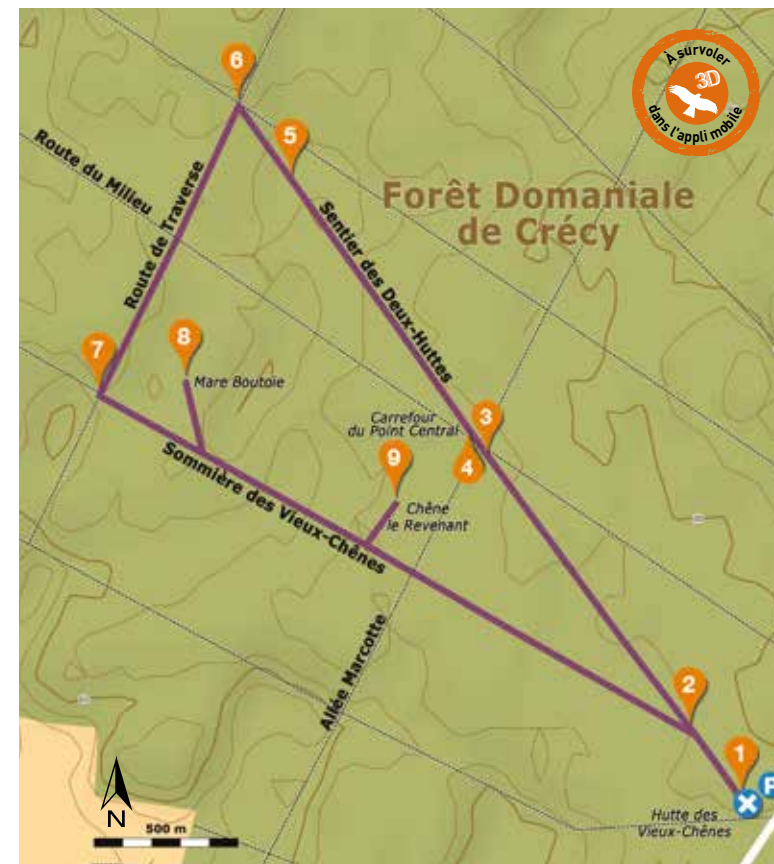 À survoler
3D
dans l'appli mobile
6
5
Route du Milieu
Route de Traverse
Sentier des Deux-Huttes
Forêt Domaniale
de Crécy
7
8
Mare Boutoie
Carrefour
du Point Central
3
4
9
Chêne
le Revenant
Sommière des Vieux-Chênes
Allée Marcotte
2
1
P
Hutte des
Vieux-Chênes
N
500 m